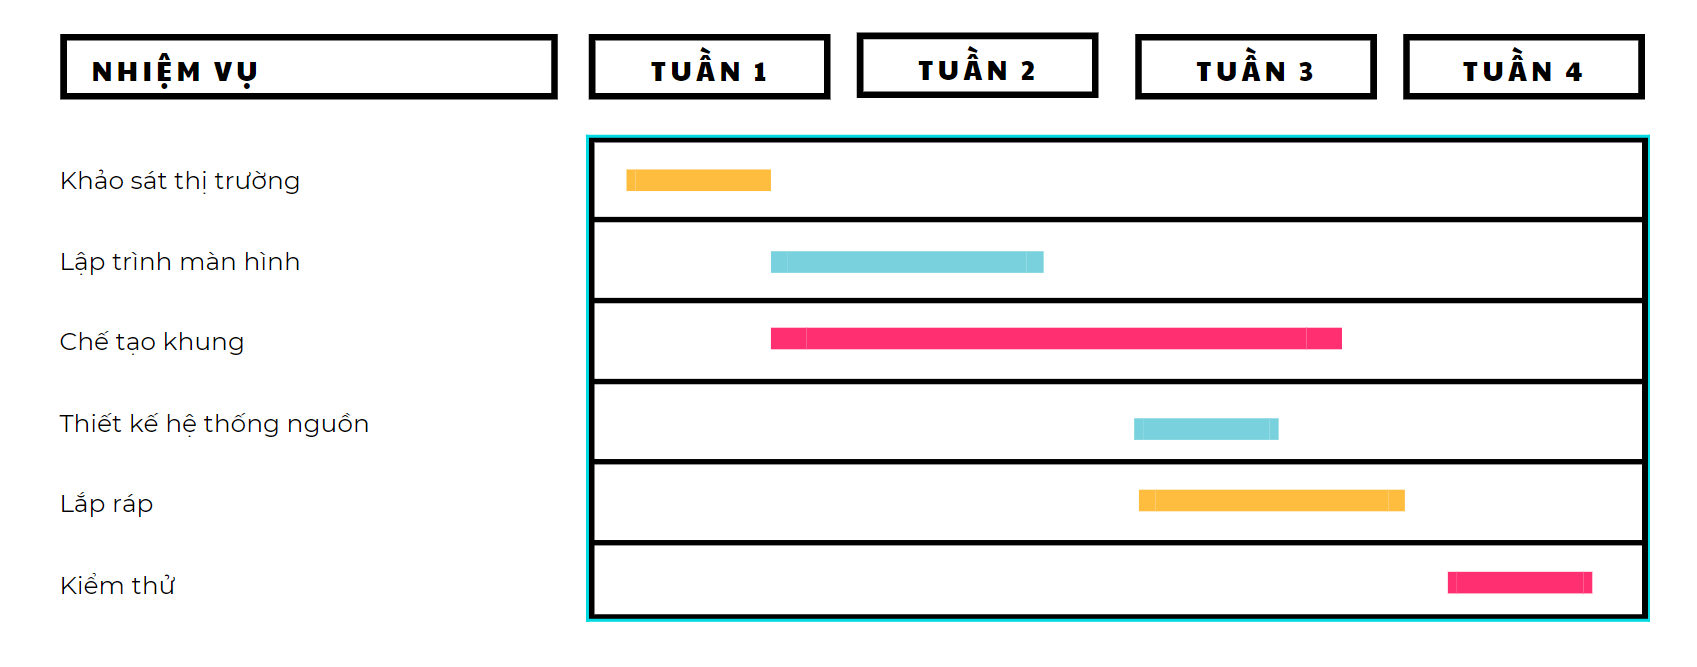 NHIỆM VỤ
TUẦN 1
TUẦN 2
TUẦN 3
TUẦN 4
Khảo sát thị trường
Lập trình màn hình
Chế tạo khung
Thiết kế hệ thống nguồn
Lắp ráp
Kiểm thử